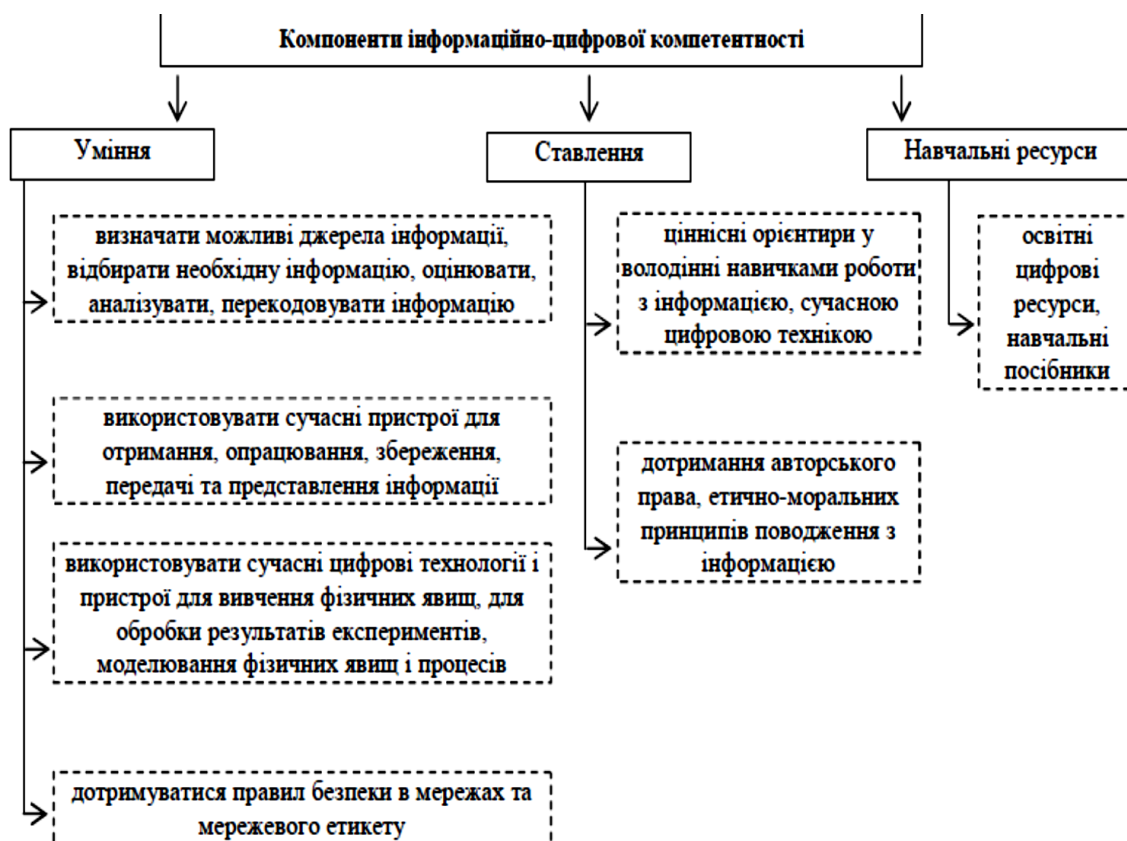 Компоненти інформаційно-цифрової компетентності
Уміння
визначати можливі джерела інформації,
відбирати необхідну інформацію, оцінювати,
аналізувати, перекодовувати інформацію
використовувати сучасні пристрої для
отримання, опрацювання, збереження,
передачі та представлення інформації
використовувати сучасні цифрові технології і
пристрої для вивчення фізичних явищ, для
обробки результатів експериментів,
моделювання фізичних явищ і процесів
дотримуватися правил безпеки в мережах та
мережевого етикету
Ставлення
ціннісні орієнтири у
володінні навичками роботи
з інформацією, сучасною
цифровою технікою
дотримання авторського
права, етично-моральних
принципів поводження з
інформацією
Навчальні ресурси
освітні
цифрові
ресурси,
навчальні
посібники